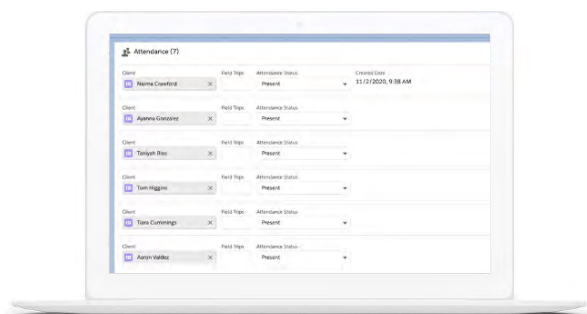 Attendance (7)
Client Field Trips Attendance Status Created Date
Norma Crawford Present 11/2/2020, 9:38 AM
Client Field Trips Attendance Status
Ayanna Gonzalez Present
Client Field Trips Attendance Status
Taniyah Rios Present
Client Field Trips Attendance Status
Tom Higgins Present
Client Field Trips Attendance Status
Tiara Cummings Present
Client Field Trips Attendance Status
Aaron Valdez Present